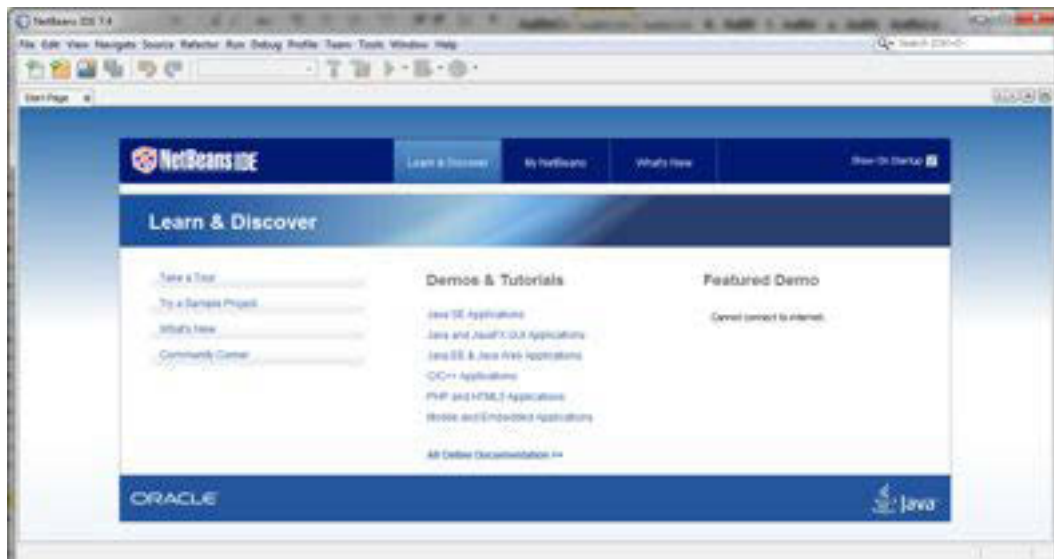 NetBeans IDE 7.4
File Edit View Navigate Source Refactor Run Debug Profile Team Tools Window Help
Search (Ctrl+I)
Start Page
NetBeans IDE
Learn & Discover
My NetBeans
What's New
Show On Startup
Learn & Discover
Take a Tour
Try a Sample Project
What's New
Community Corner
Demos & Tutorials
Java SE Applications
Java and JavaFX GUI Applications
Java EE & Java Web Applications
C/C++ Applications
PHP and HTML5 Applications
Mobile and Embedded Applications
All Online Documentation >>
Featured Demo
Cannot connect to internet.
ORACLE
Java